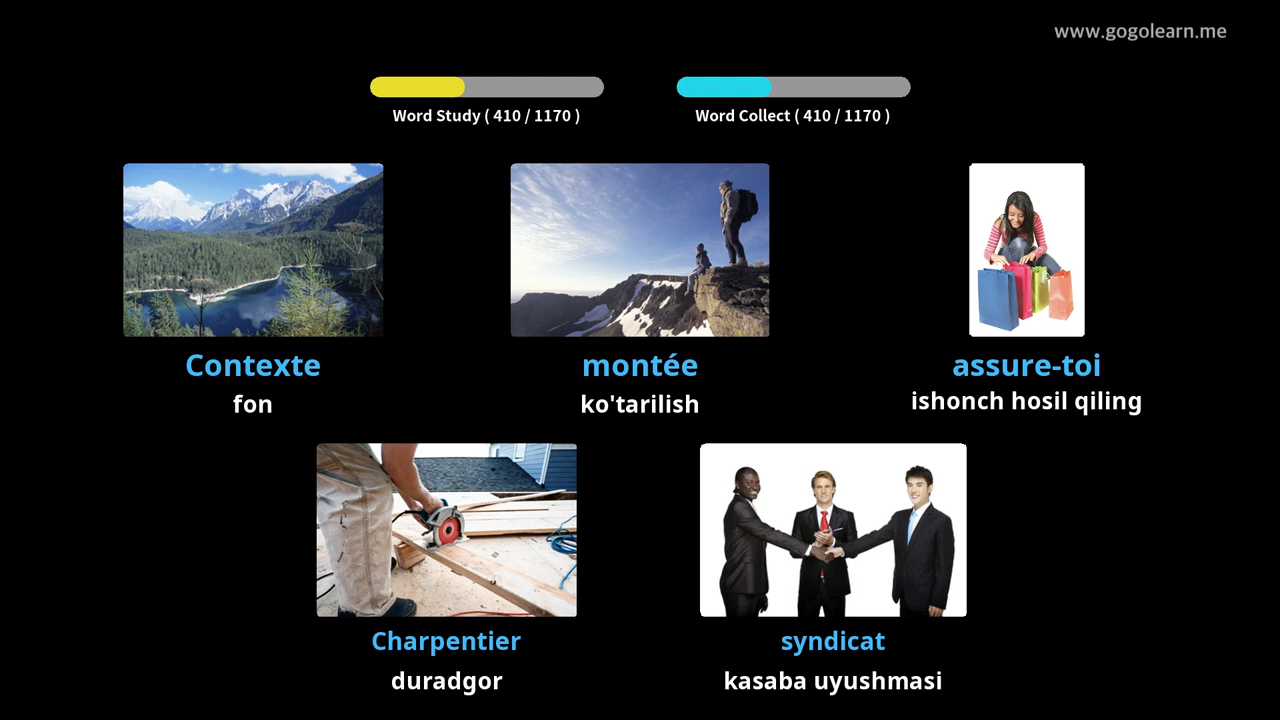 www.gogolearn.me
Word Study ( 410 / 1170 )
Word Collect ( 410 / 1170 )
Contexte
fon
montée
ko'tarilish
assure-toi
ishonch hosil qiling
Charpentier
duradgor
syndicat
kasaba uyushmasi